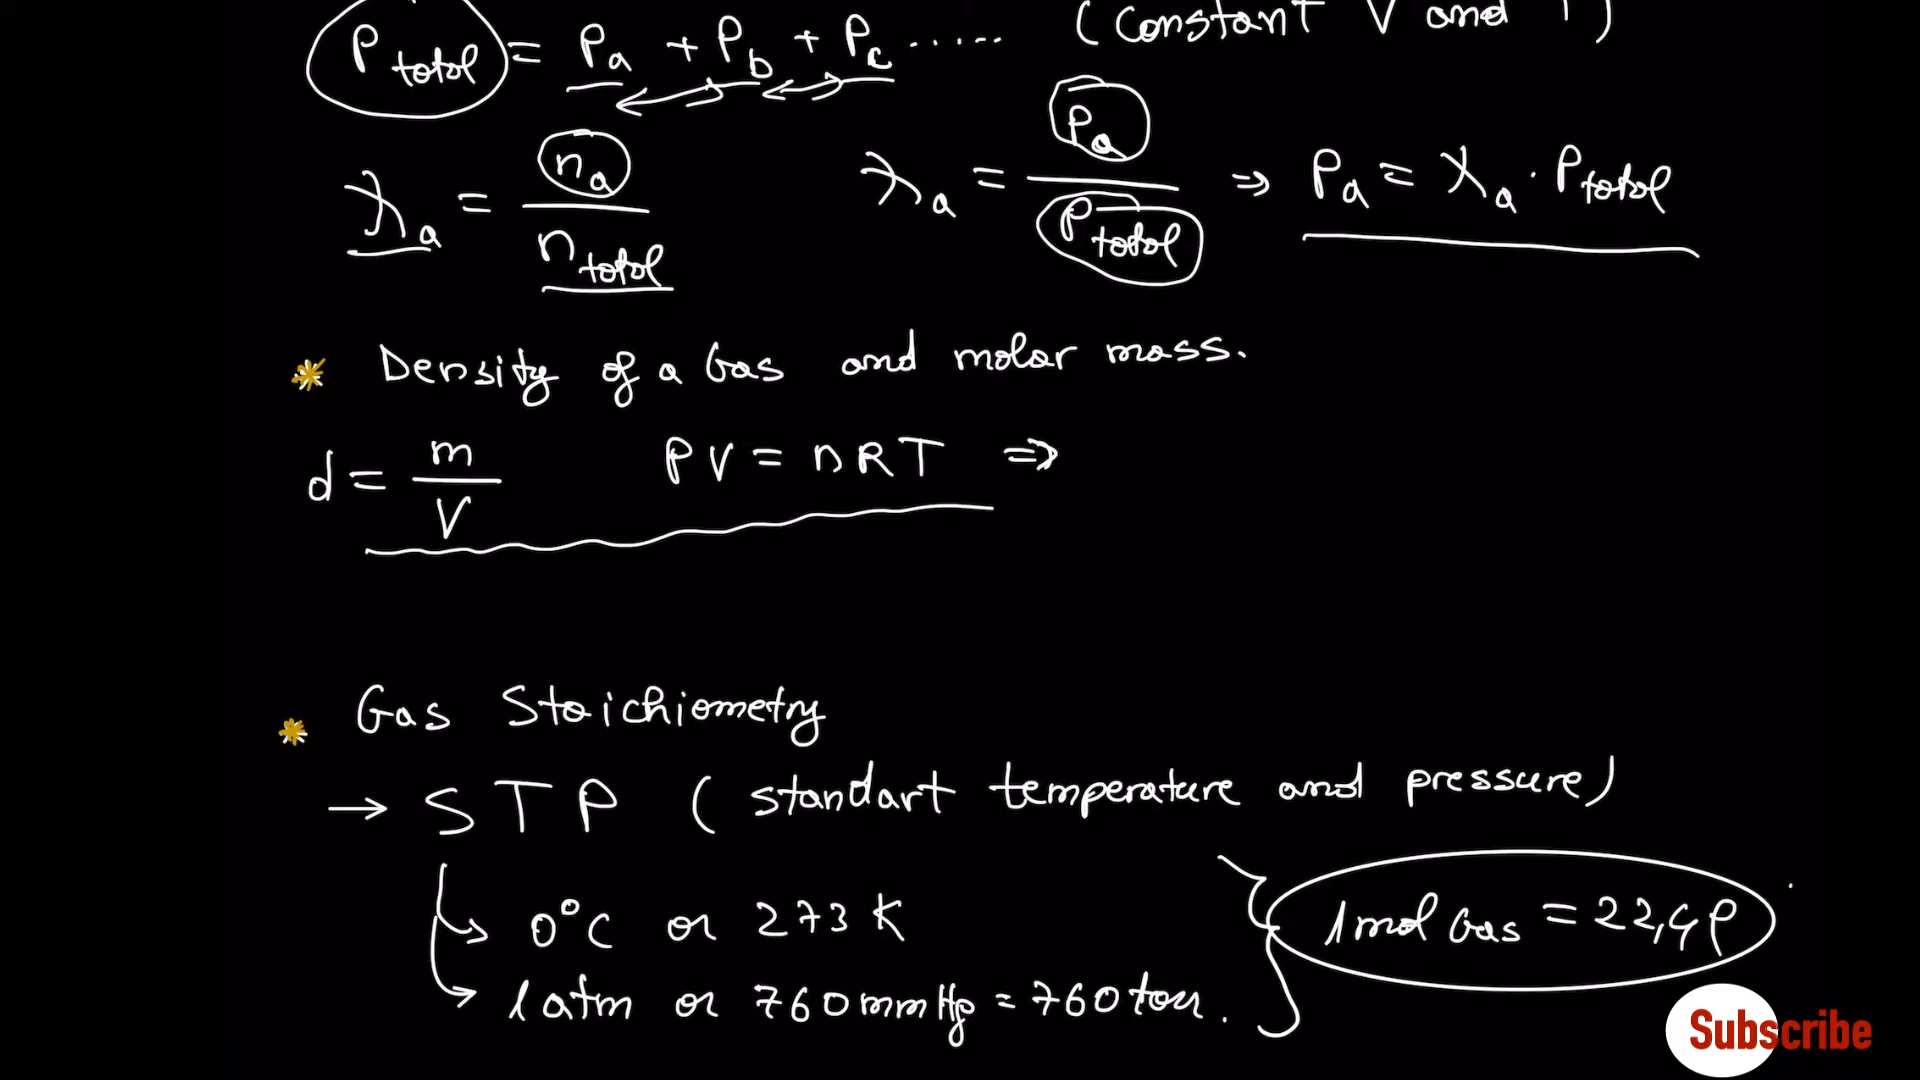 P total = Pa + Pb + Pc ..... (constant V and T)
χa = na / n total χa = Pa / P total ⇒ Pa = χa · P total
* Density of a Gas and molar mass.
d = m / V PV = nRT ⇒
* Gas Stoichiometry
→ STP (standart temperature and pressure)
↳ 0°C or 273 K
↳ 1 atm or 760 mmHg = 760 torr.
1 mol Gas = 22,4 l
Subscribe